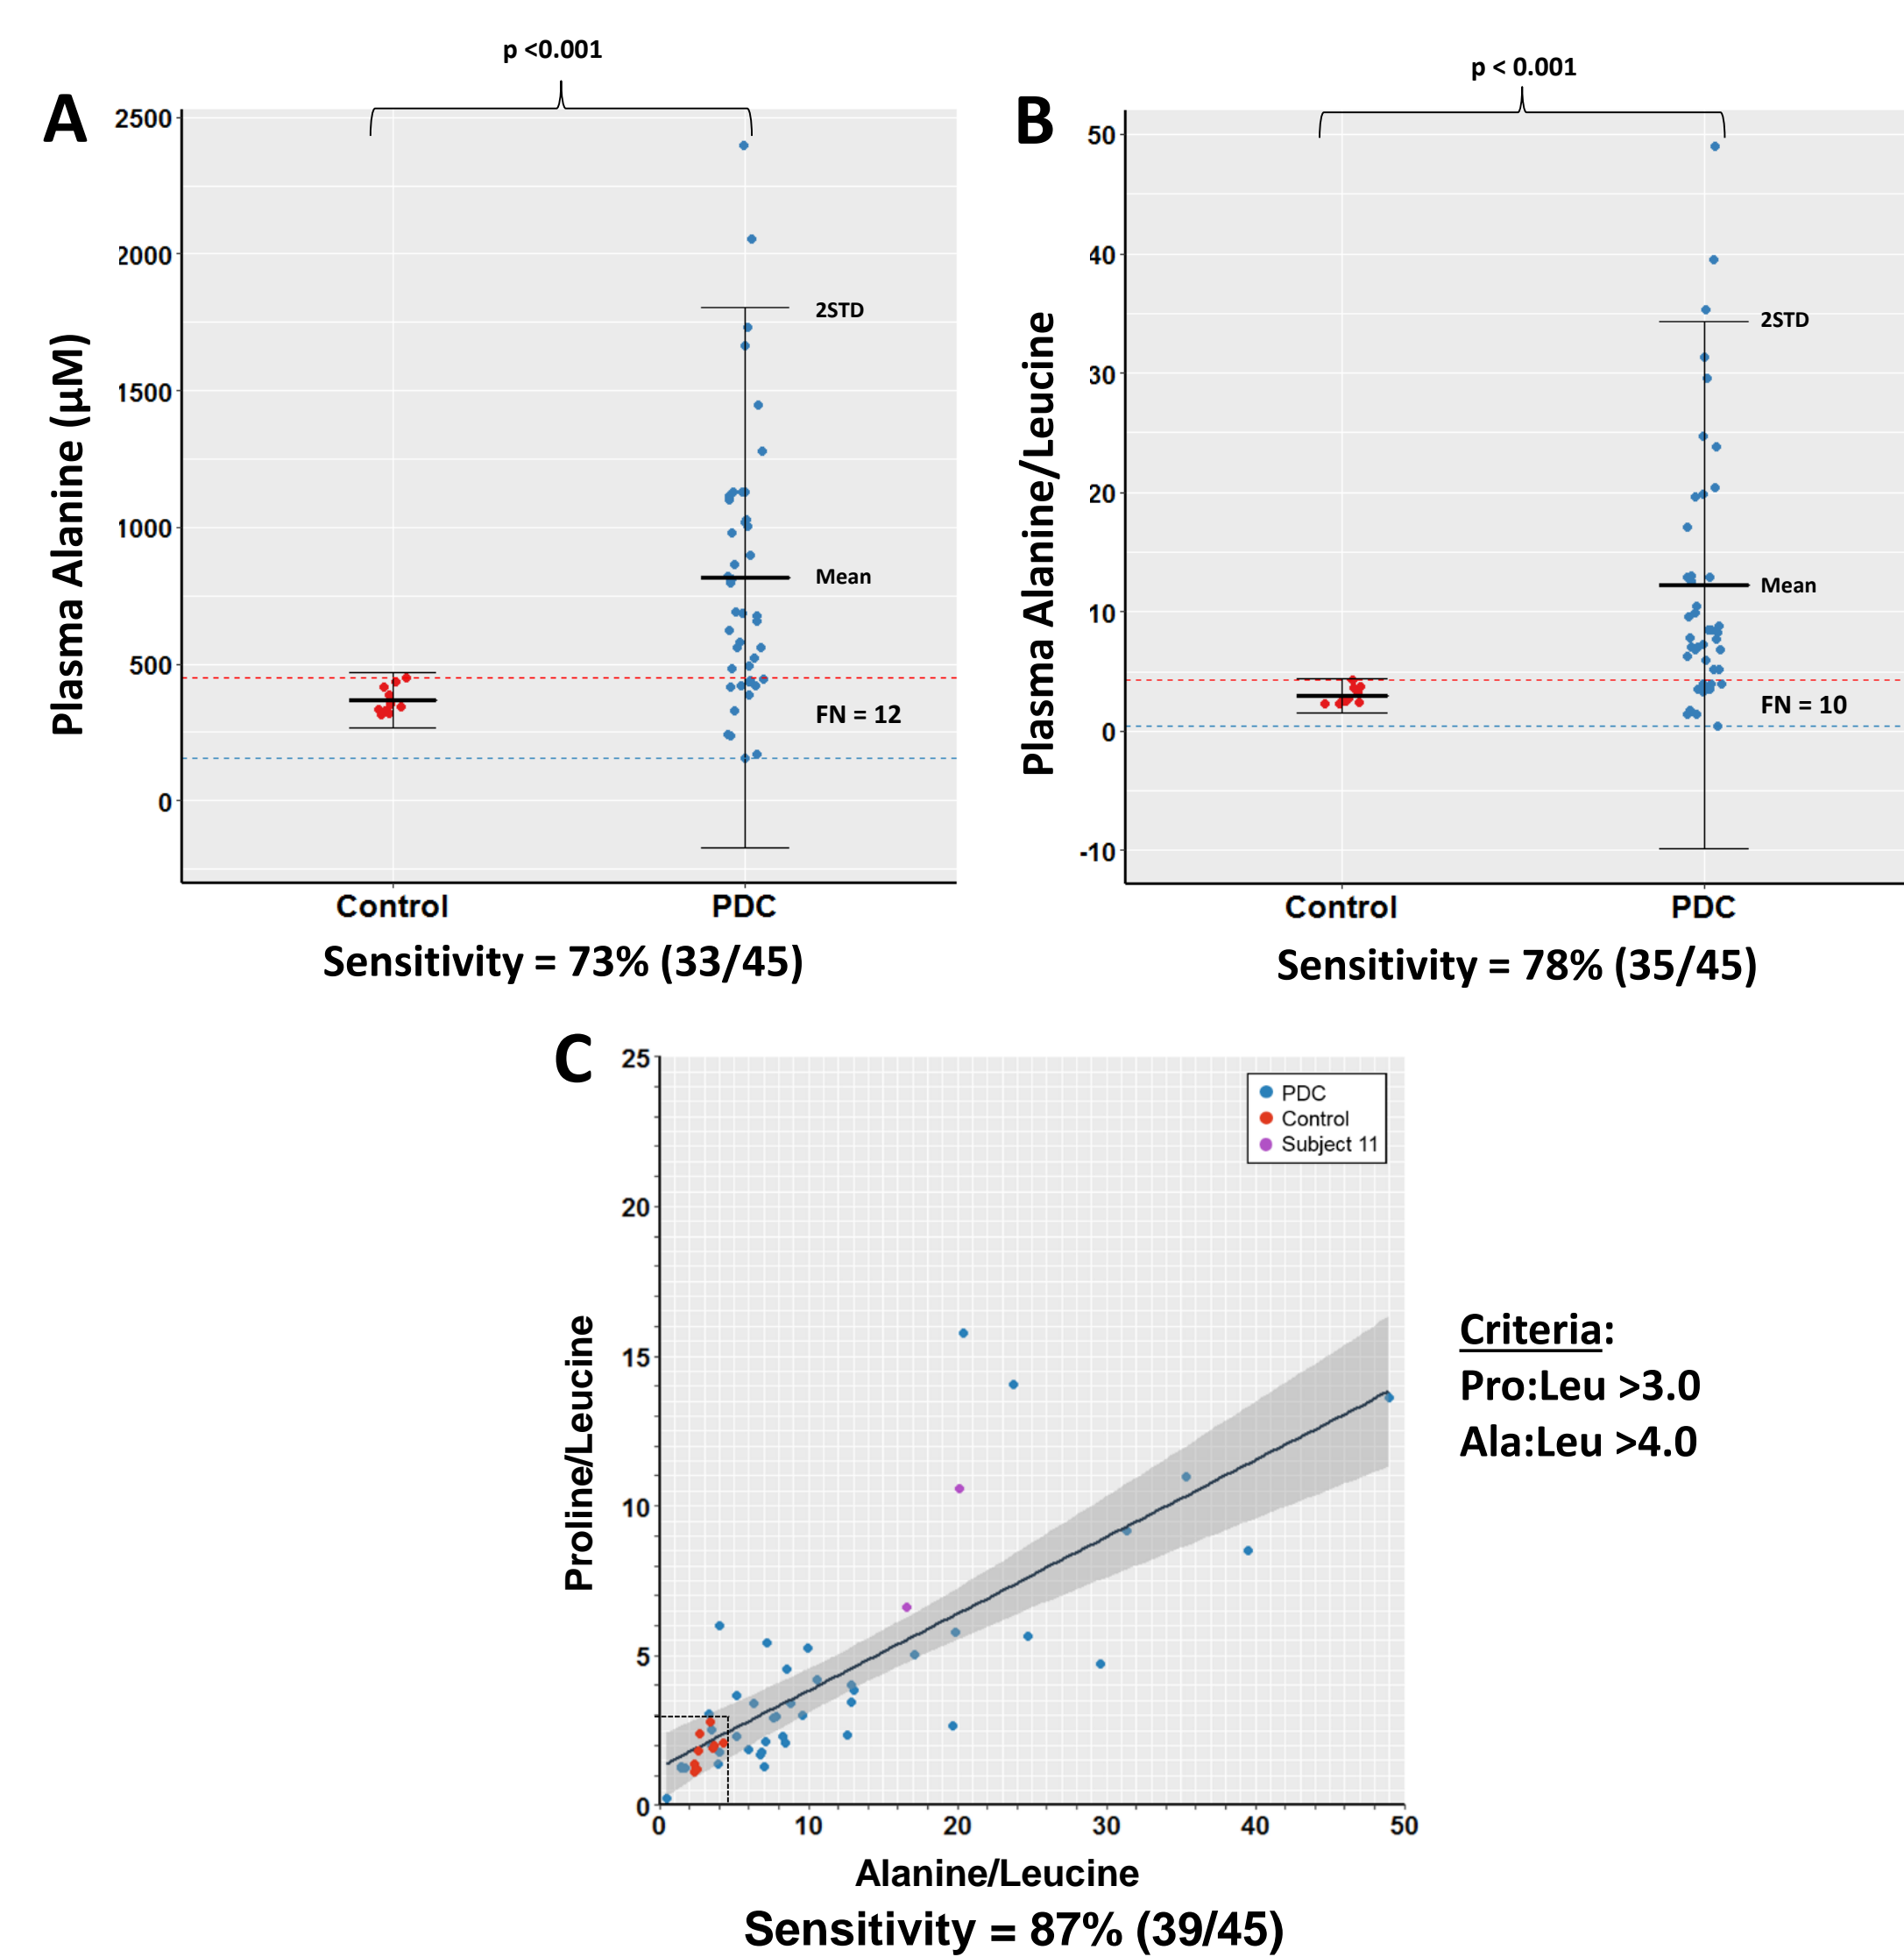 A
p <0.001
2500
2000
1500
1000
500
0
Plasma Alanine (µM)
2STD
Mean
FN = 12
Control
PDC
Sensitivity = 73% (33/45)
B
p < 0.001
50
40
30
20
10
0
-10
Plasma Alanine/Leucine
2STD
Mean
FN = 10
Control
PDC
Sensitivity = 78% (35/45)
C
25
20
15
10
5
0
Proline/Leucine
PDC
Control
Subject 11
0
10
20
30
40
50
Alanine/Leucine
Sensitivity = 87% (39/45)
Criteria:
Pro:Leu >3.0
Ala:Leu >4.0